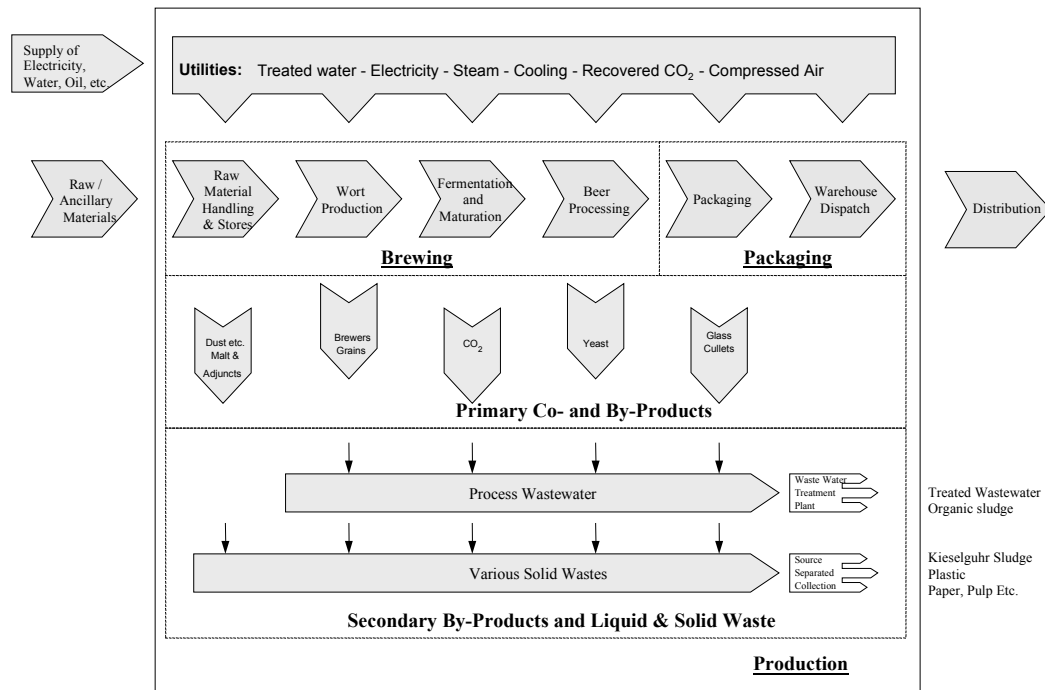 Supply of
Electricity,
Water, Oil, etc.
Utilities: Treated water - Electricity - Steam - Cooling - Recovered CO2 - Compressed Air
Raw /
Ancillary
Materials
Raw
Material
Handling
& Stores
Wort
Production
Fermentation
and
Maturation
Beer
Processing
Packaging
Warehouse
Dispatch
Distribution
Brewing
Packaging
Dust etc.
Malt &
Adjuncts
Brewers
Grains
CO2
Yeast
Glass
Cullets
Primary Co- and By-Products
Process Wastewater
Waste Water
Treatment
Plant
Treated Wastewater
Organic sludge
Various Solid Wastes
Source
Separated
Collection
Kieselguhr Sludge
Plastic
Paper, Pulp Etc.
Secondary By-Products and Liquid & Solid Waste
Production